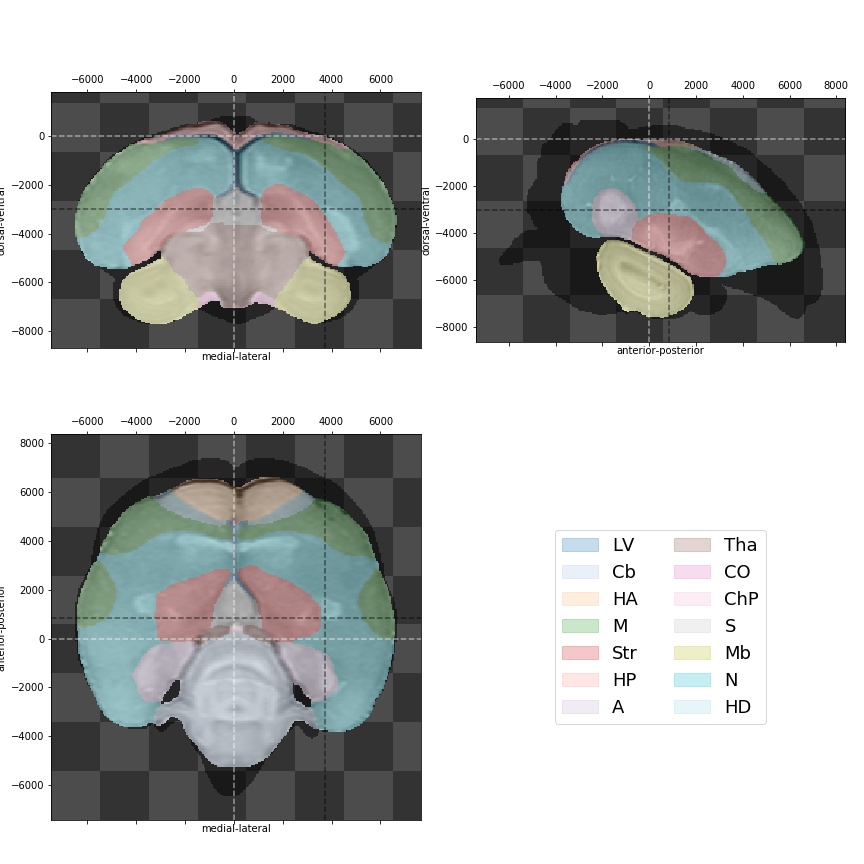 −6000 −4000 −2000 0 2000 4000 6000
0
−2000
−4000
−6000
−8000
dorsal-ventral
medial-lateral
−6000 −4000 −2000 0 2000 4000 6000 8000
0
−2000
−4000
−6000
−8000
dorsal-ventral
anterior-posterior
−6000 −4000 −2000 0 2000 4000 6000
8000
6000
4000
2000
0
−2000
−4000
−6000
anterior-posterior
medial-lateral
LV Tha
Cb CO
HA ChP
M S
Str Mb
HP N
A HD